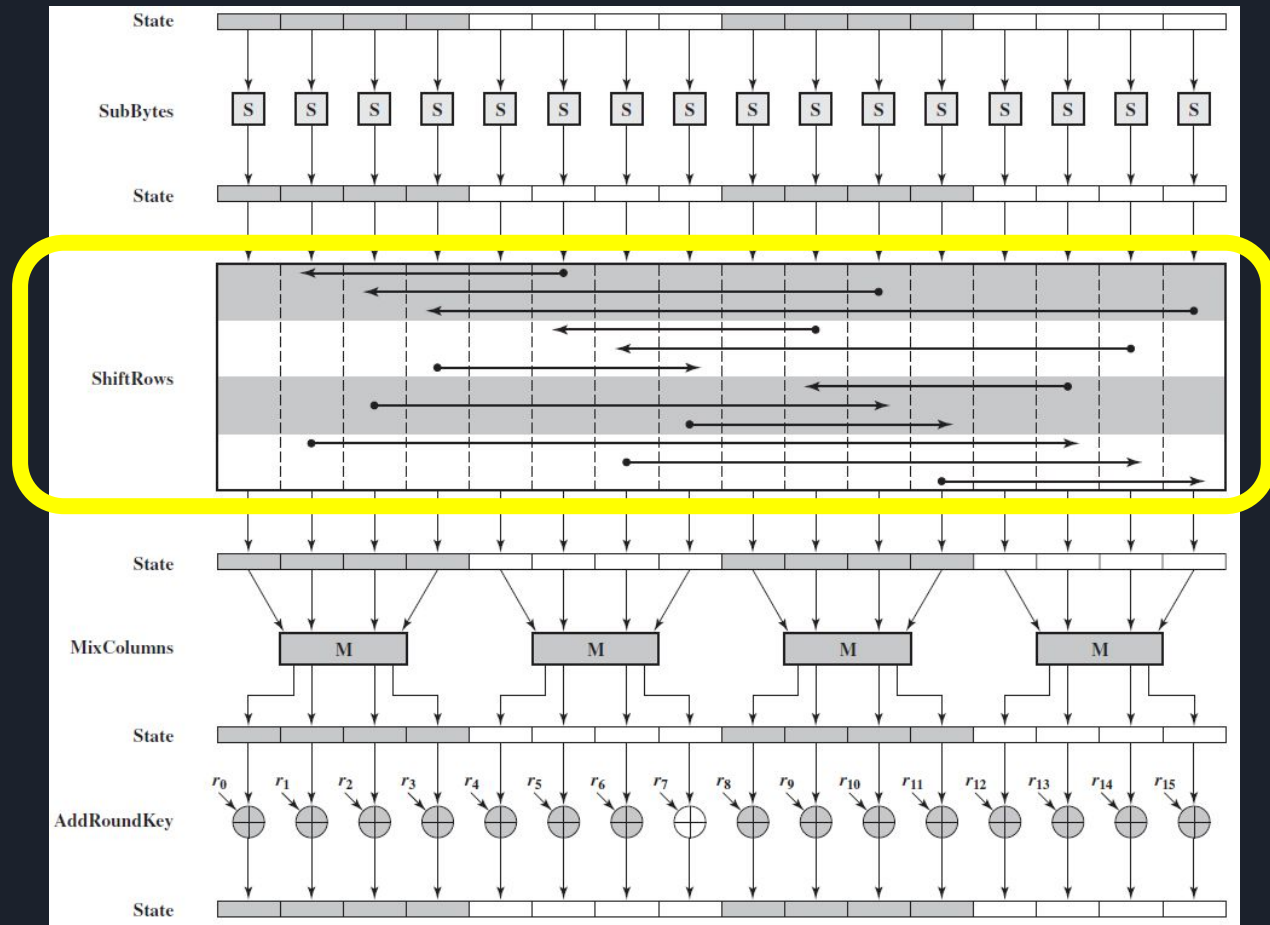 State
SubBytes S S S S S S S S S S S S S S S S
State
ShiftRows
State
MixColumns M M M M
State
r0 r1 r2 r3 r4 r5 r6 r7 r8 r9 r10 r11 r12 r13 r14 r15
AddRoundKey
State